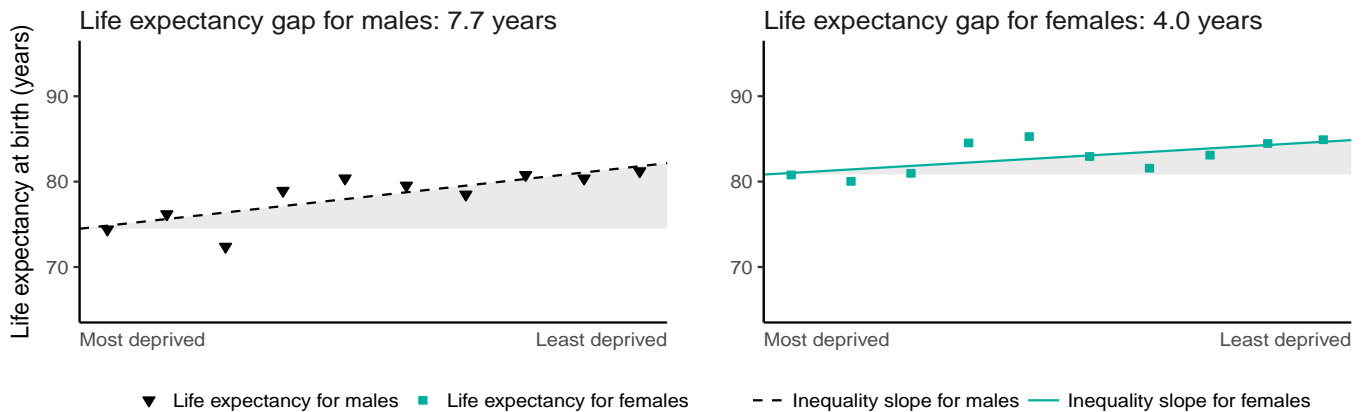 Life expectancy gap for males: 7.7 years
Life expectancy at birth (years)
90
80
70
Most deprived
Least deprived
Life expectancy gap for females: 4.0 years
90
80
70
Most deprived
Least deprived
Life expectancy for males
Life expectancy for females
Inequality slope for males
Inequality slope for females